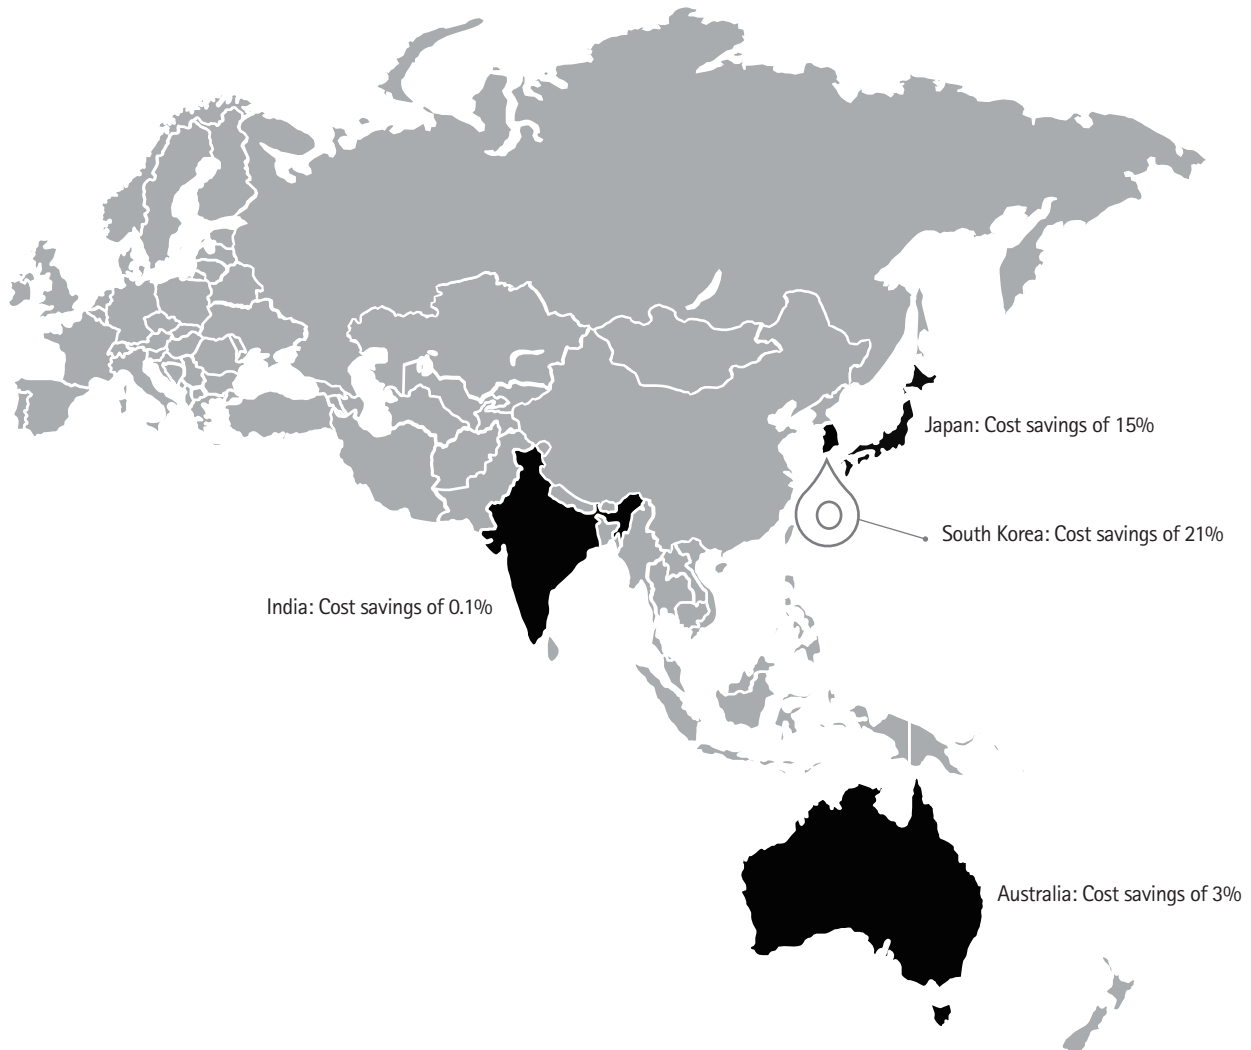 Japan: Cost savings of 15%
South Korea: Cost savings of 21%
India: Cost savings of 0.1%
Australia: Cost savings of 3%